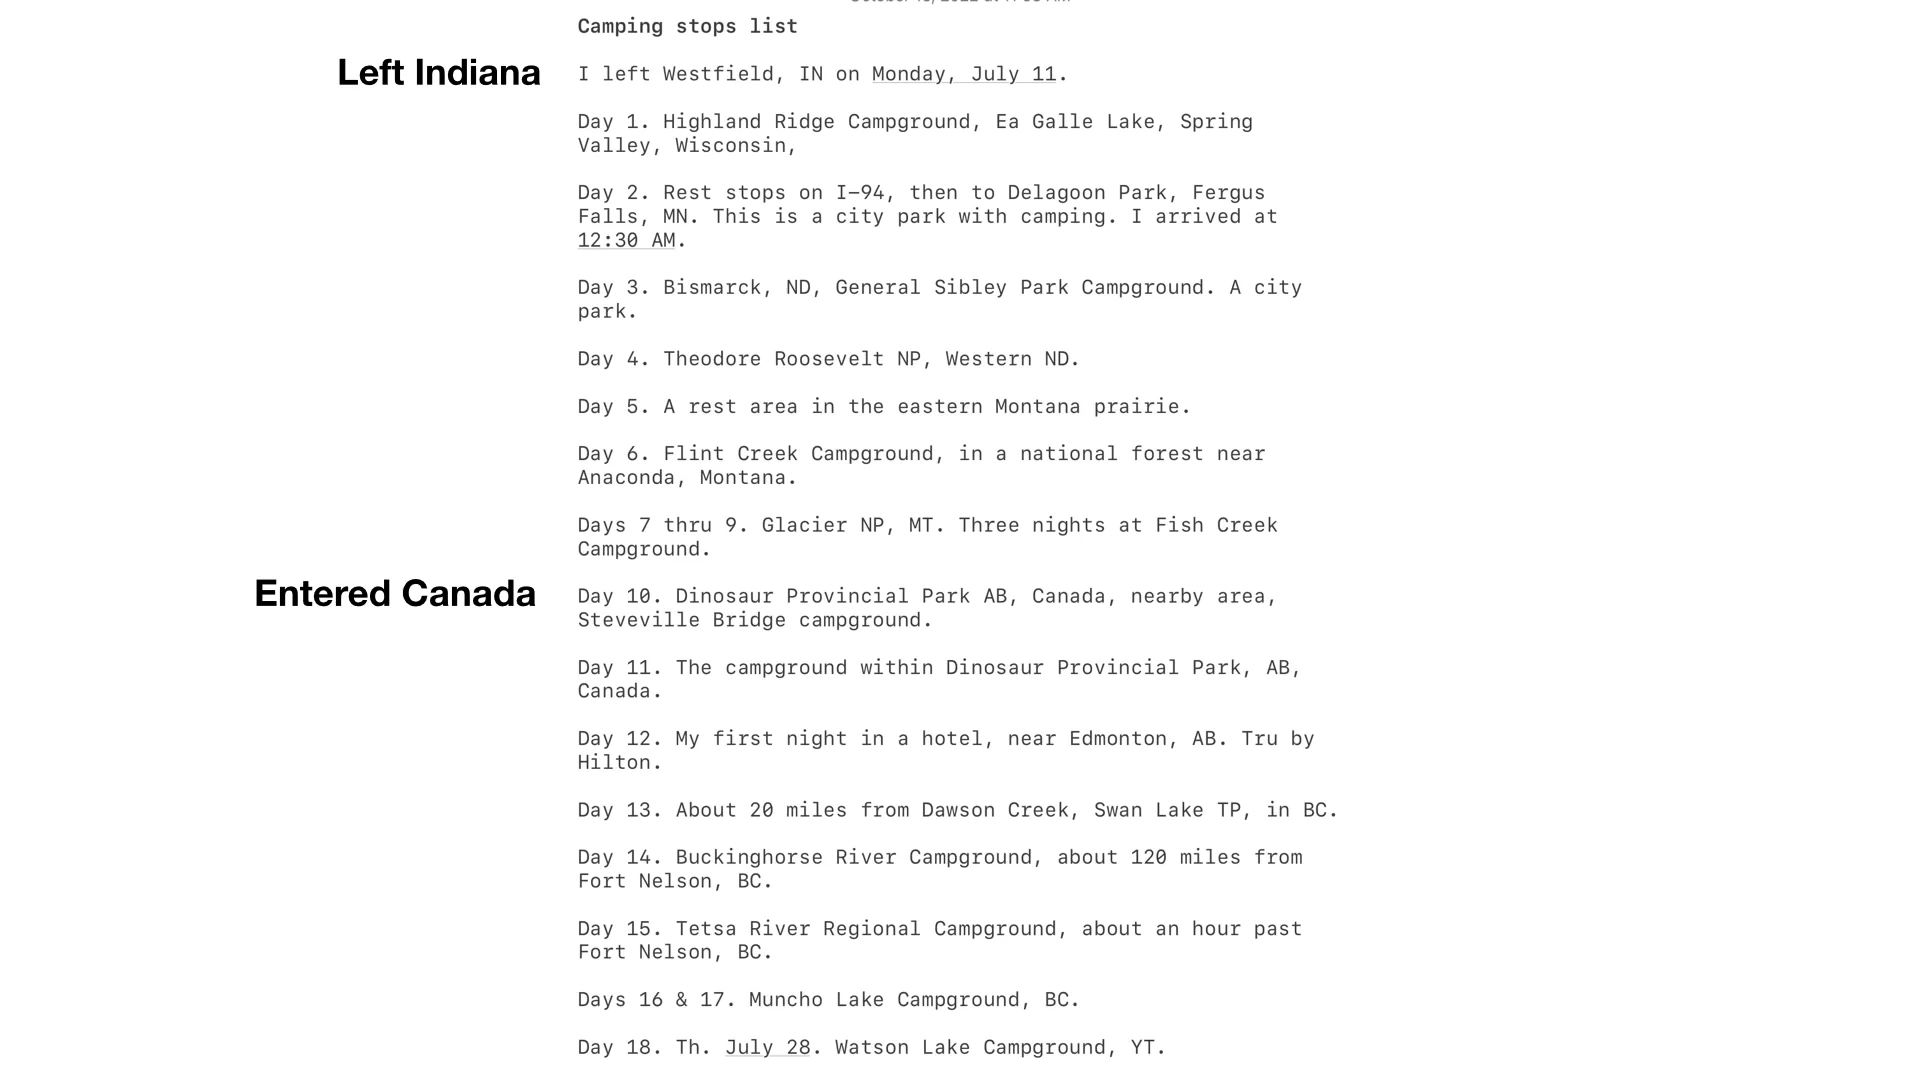 Camping stops list
Left Indiana
I left Westfield, IN on Monday, July 11.
Day 1. Highland Ridge Campground, Ea Galle Lake, Spring
Valley, Wisconsin,
Day 2. Rest stops on I–94, then to Delagoon Park, Fergus
Falls, MN. This is a city park with camping. I arrived at
12:30 AM.
Day 3. Bismarck, ND, General Sibley Park Campground. A city
park.
Day 4. Theodore Roosevelt NP, Western ND.
Day 5. A rest area in the eastern Montana prairie.
Day 6. Flint Creek Campground, in a national forest near
Anaconda, Montana.
Days 7 thru 9. Glacier NP, MT. Three nights at Fish Creek
Campground.
Entered Canada
Day 10. Dinosaur Provincial Park AB, Canada, nearby area,
Steveville Bridge campground.
Day 11. The campground within Dinosaur Provincial Park, AB,
Canada.
Day 12. My first night in a hotel, near Edmonton, AB. Tru by
Hilton.
Day 13. About 20 miles from Dawson Creek, Swan Lake TP, in BC.
Day 14. Buckinghorse River Campground, about 120 miles from
Fort Nelson, BC.
Day 15. Tetsa River Regional Campground, about an hour past
Fort Nelson, BC.
Days 16 & 17. Muncho Lake Campground, BC.
Day 18. Th. July 28. Watson Lake Campground, YT.